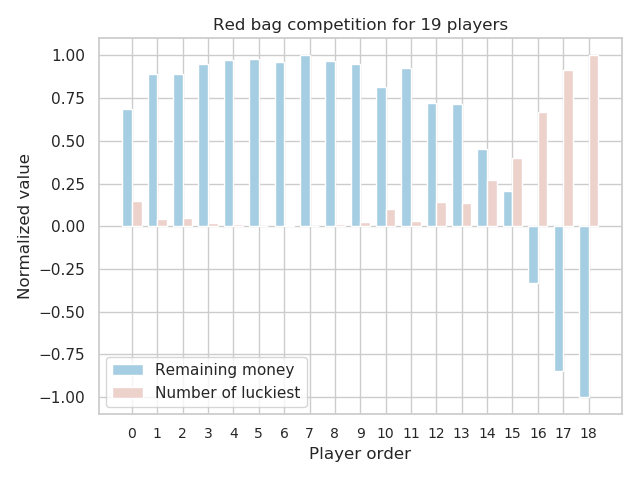 Red bag competition for 19 players
Normalized value
1.00
0.75
0.50
0.25
0.00
−0.25
−0.50
−0.75
−1.00
Remaining money
Number of luckiest
0 1 2 3 4 5 6 7 8 9 10 11 12 13 14 15 16 17 18
Player order